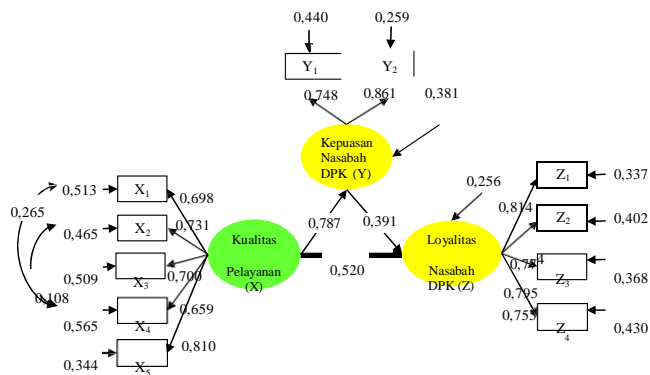 0,440
0,259
Y1
Y2
0,748
0,861
0,381
Kepuasan
Nasabah
DPK (Y)
0,513
X1
0,698
0,265
0,465
X2
0,731
0,509
X3
0,700
0,108
0,565
X4
0,659
0,344
X5
0,810
Kualitas
Pelayanan
(X)
0,787
0,391
0,520
0,256
Loyalitas
Nasabah
DPK (Z)
Z1
0,337
0,814
Z2
0,402
Z3
0,368
0,795
0,755
Z4
0,430